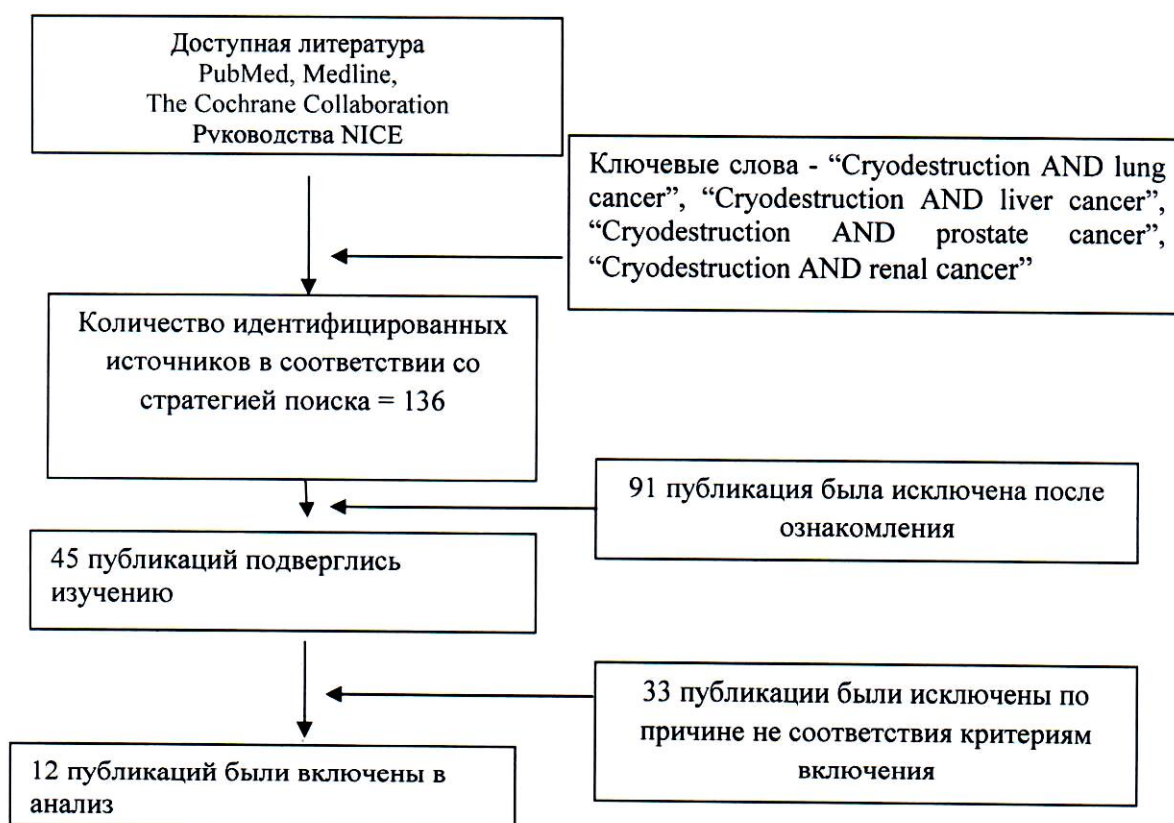 Доступная литература
PubMed, Medline,
The Cochrane Collaboration
Руководства NICE
Ключевые слова - “Cryodestruction AND lung
cancer”, “Cryodestruction AND liver cancer”,
“Cryodestruction AND prostate cancer”,
“Cryodestruction AND renal cancer”
Количество идентифицированных
источников в соответствии со
стратегией поиска = 136
91 публикация была исключена после
ознакомления
45 публикаций подверглись
изучению
33 публикации были исключены по
причине не соответствия критериям
включения
12 публикаций были включены в
анализ